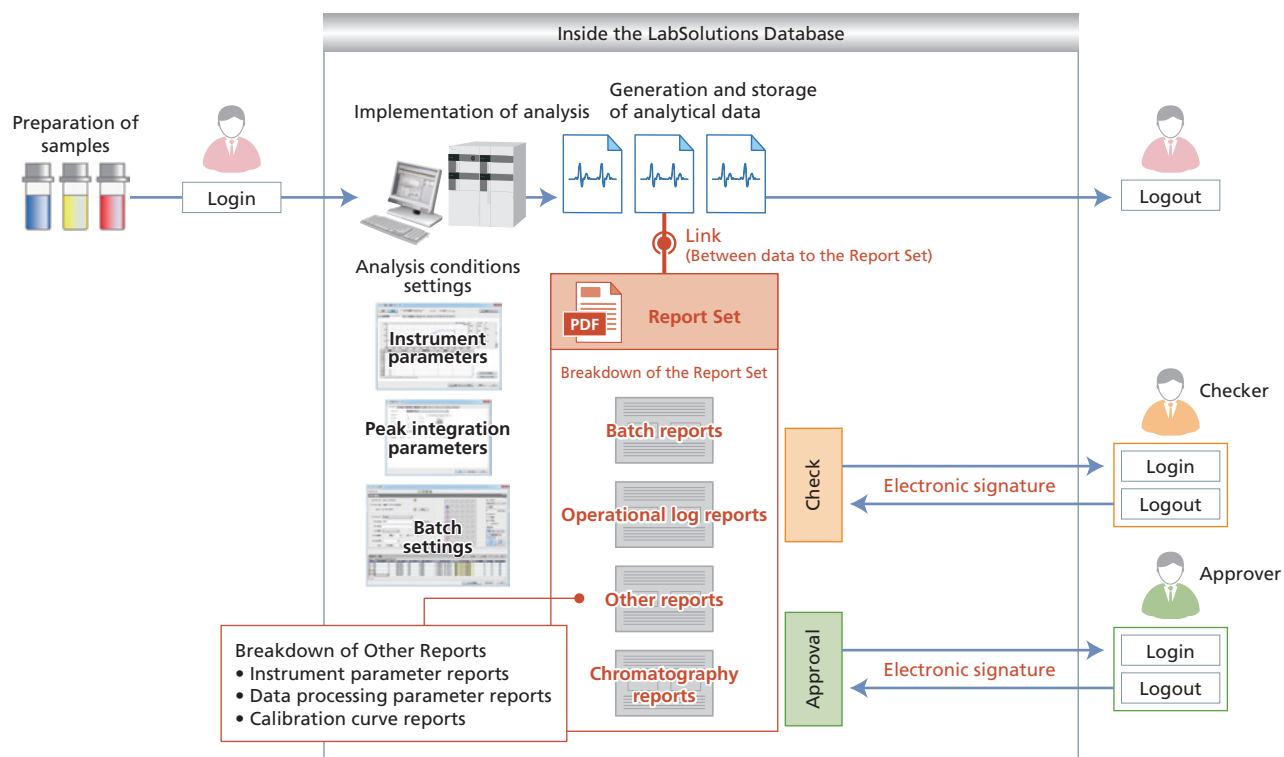 Inside the LabSolutions Database
Preparation of
samples
Login
Implementation of analysis
Generation and storage
of analytical data
Logout
Link
(Between data to the Report Set)
Analysis conditions
settings
Instrument
parameters
Peak integration
parameters
Batch
settings
PDF
Report Set
Breakdown of the Report Set
Batch reports
Operational log reports
Other reports
Chromatography
reports
Breakdown of Other Reports
• Instrument parameter reports
• Data processing parameter reports
• Calibration curve reports
Check
Electronic signature
Checker
Login
Logout
Approval
Electronic signature
Approver
Login
Logout